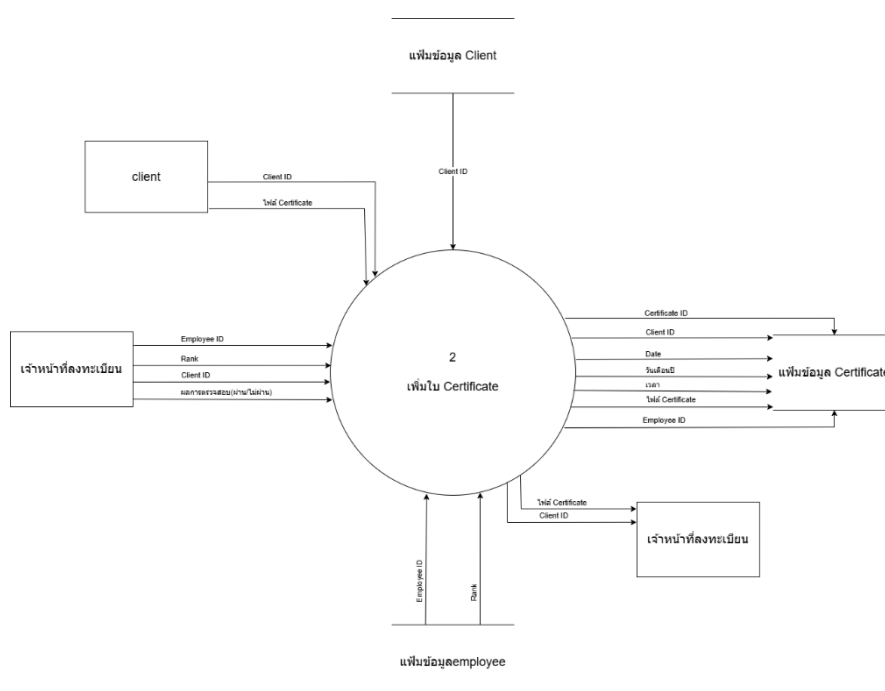 แฟ้มข้อมูล Client
Client ID
client
Client ID
ไฟล์ Certificate
เจ้าหน้าที่ลงทะเบียน
Employee ID
Rank
Client ID
ผลการตรวจสอบ(ผ่าน/ไม่ผ่าน)
2
เพิ่มใบ Certificate
Certificate ID
Client ID
Date
วันเดือนปี
เวลา
ไฟล์ Certificate
Employee ID
แฟ้มข้อมูล Certificate
ไฟล์ Certificate
Client ID
เจ้าหน้าที่ลงทะเบียน
Employee ID
Rank
แฟ้มข้อมูลemployee